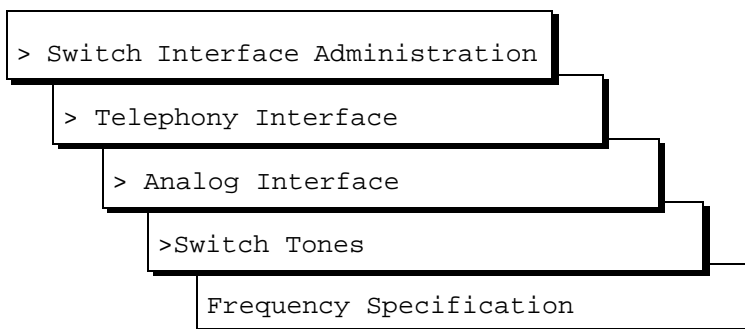 > Switch Interface Administration
> Telephony Interface
> Analog Interface
>Switch Tones
Frequency Specification